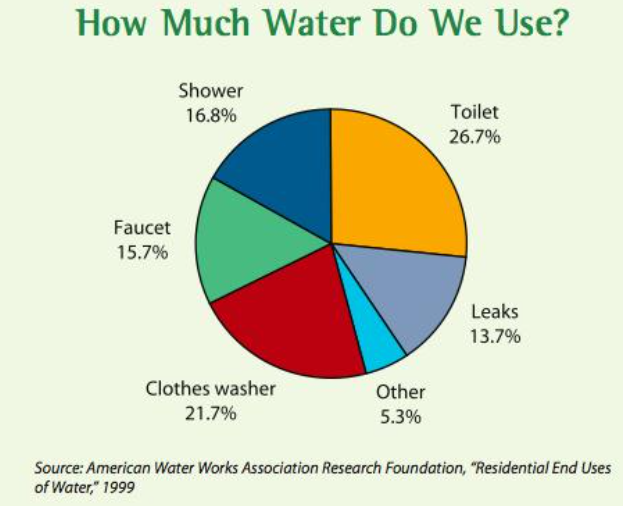 How Much Water Do We Use?
Shower
16.8%
Toilet
26.7%
Faucet
15.7%
Leaks
13.7%
Clothes washer
21.7%
Other
5.3%
Source: American Water Works Association Research Foundation, “Residential End Uses
of Water,” 1999